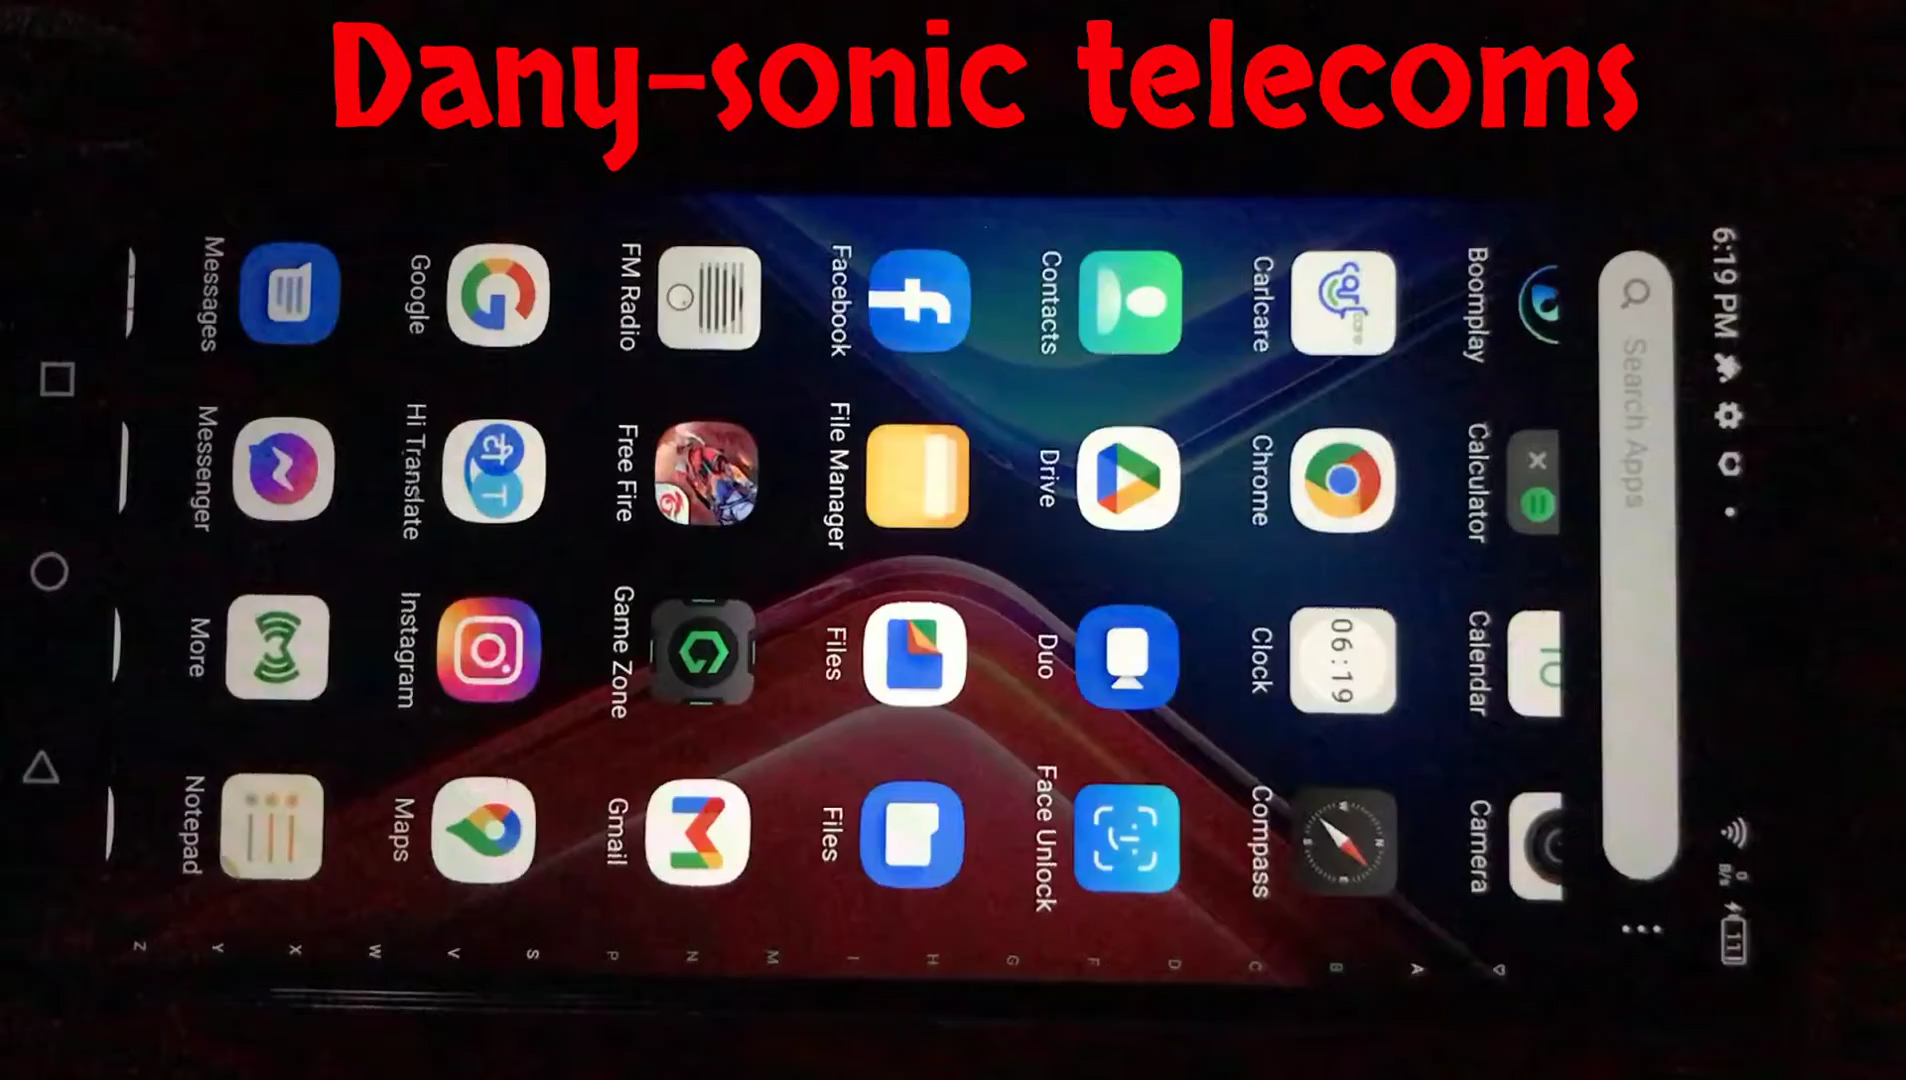 Dany-sonic telecoms
6:19 PM
0
B/s
11
Search Apps
Boomplay
Calculator
Calendar
Camera
Carlcare
Chrome
06:19
Clock
Compass
Contacts
Drive
Duo
Face Unlock
Facebook
File Manager
Files
Files
FM Radio
Free Fire
Game Zone
Gmail
Google
Hi Translate
Instagram
Maps
Messages
Messenger
More
Notepad
A
B
C
D
F
G
H
I
M
N
P
S
V
W
X
Y
Z